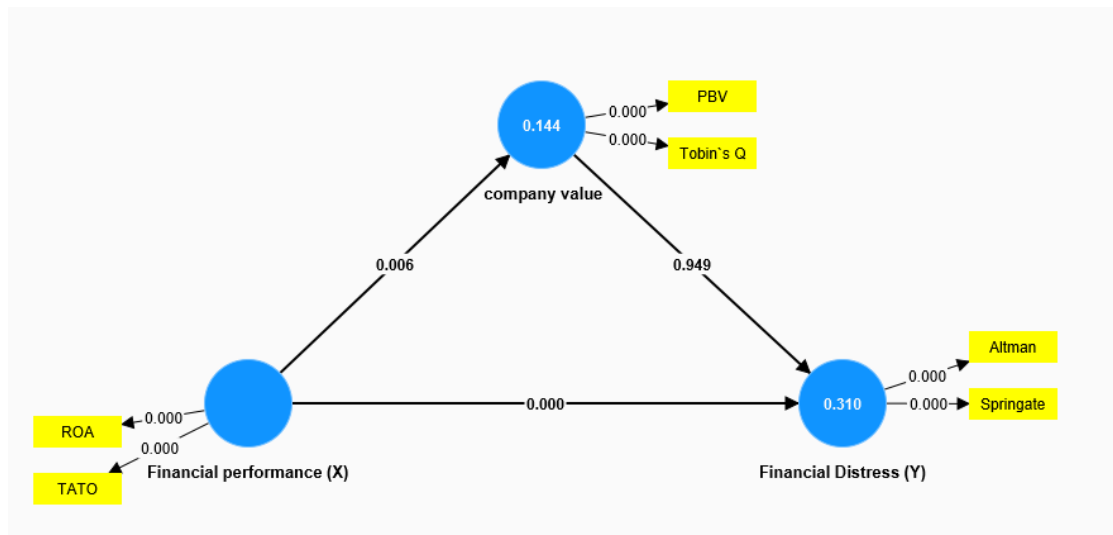 PBV
0.000
0.144
0.000
Tobin`s Q
company value
0.006
0.949
Altman
0.000
0.000
0.310
0.000
Springate
ROA
0.000
0.000
TATO
Financial performance (X)
Financial Distress (Y)